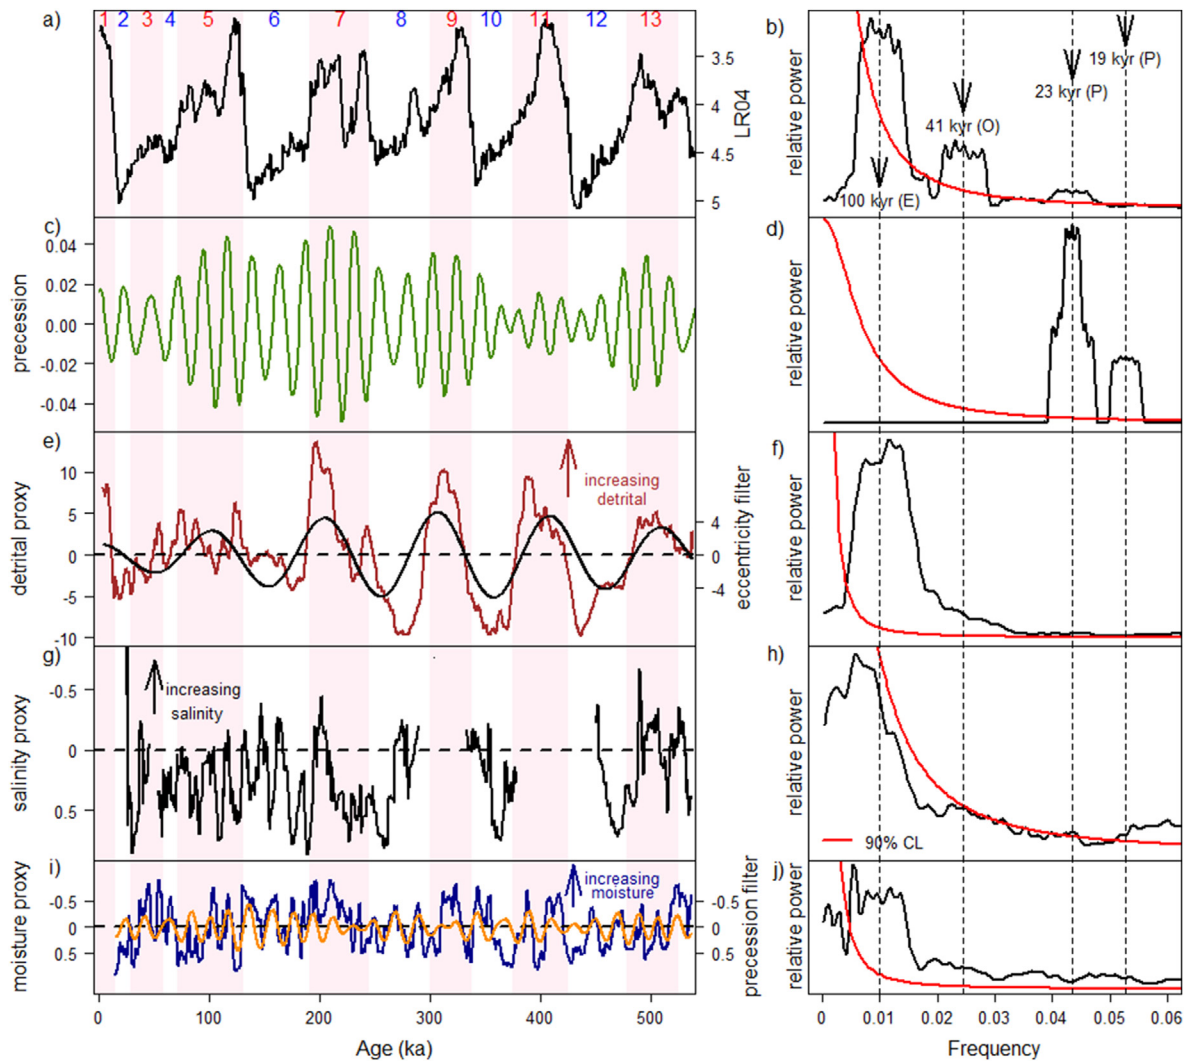 a)
1 2 3 4 5 6 7 8 9 10 11 12 13
3.5
4
4.5
5
LR04
b)
relative power
19 kyr (P)
23 kyr (P)
41 kyr (O)
100 kyr (E)
c)
0.04
0.02
0.00
-0.02
-0.04
precession
d)
relative power
e)
10
5
0
-5
-10
detrital proxy
increasing
detrital
4
0
-4
eccentricity filter
f)
relative power
g)
-0.5
0
0.5
salinity proxy
increasing
salinity
h)
relative power
90% CL
i)
-0.5
0
0.5
moisture proxy
increasing
moisture
-0.5
0
0.5
precession filter
j)
relative power
0 100 200 300 400 500
Age (ka)
0 0.01 0.02 0.03 0.04 0.05 0.06
Frequency